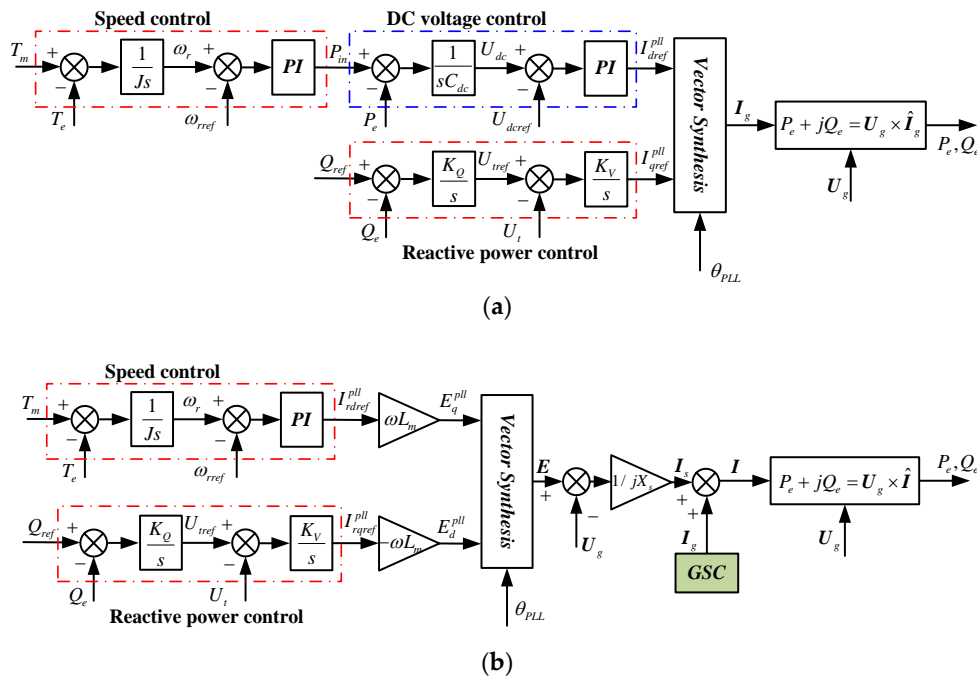 Speed control
DC voltage control
T_m + − T_e 1/Js ω_r + − ω_rref PI P_in + − P_e 1/sC_dc U_dc + − U_dcref PI I_dref^pll
Vector Synthesis
I_g
P_e + jQ_e = U_g × Î_g
P_e, Q_e
U_g
Q_ref + − Q_e K_Q/s U_tref + − U_t K_V/s I_qref^pll
Reactive power control
θ_PLL
(a)
Speed control
T_m + − T_e 1/Js ω_r + − ω_rref PI I_rdref^pll ωL_m E_q^pll
Vector Synthesis
E + − U_g 1/jX_s I_s + + I_g I
GSC
P_e + jQ_e = U_g × Î
P_e, Q_e
U_g
Q_ref + − Q_e K_Q/s U_tref + − U_t K_V/s I_rqref^pll −ωL_m E_d^pll
Reactive power control
θ_PLL
(b)